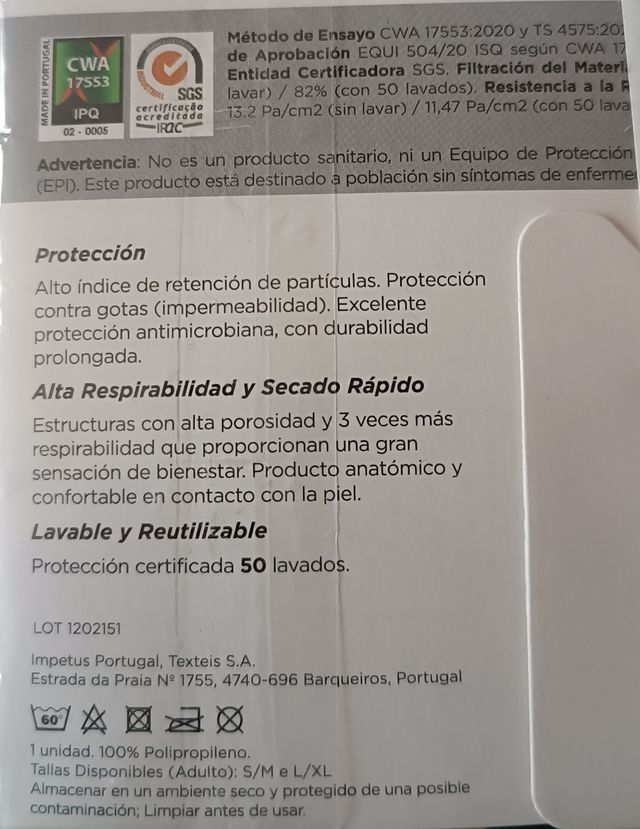 MADE IN PORTUGAL
CWA
17553
IPQ
02 - 0005
SGS
certificação
acreditada
IPQC
Método de Ensayo CWA 17553:2020 y TS 4575:20
de Aprobación EQUI 504/20 ISQ según CWA 17
Entidad Certificadora SGS. Filtración del Materi
lavar) / 82% (con 50 lavados). Resistencia a la R
13.2 Pa/cm2 (sin lavar) / 11,47 Pa/cm2 (con 50 lava
Advertencia: No es un producto sanitario, ni un Equipo de Protección
(EPI). Este producto está destinado a población sin síntomas de enferme
Protección
Alto índice de retención de partículas. Protección
contra gotas (impermeabilidad). Excelente
protección antimicrobiana, con durabilidad
prolongada.
Alta Respirabilidad y Secado Rápido
Estructuras con alta porosidad y 3 veces más
respirabilidad que proporcionan una gran
sensación de bienestar. Producto anatómico y
confortable en contacto con la piel.
Lavable y Reutilizable
Protección certificada 50 lavados.
LOT 1202151
Impetus Portugal, Texteis S.A.
Estrada da Praia Nº 1755, 4740-696 Barqueiros, Portugal
60°
1 unidad. 100% Polipropileno.
Tallas Disponibles (Adulto): S/M e L/XL
Almacenar en un ambiente seco y protegido de una posible
contaminación; Limpiar antes de usar.